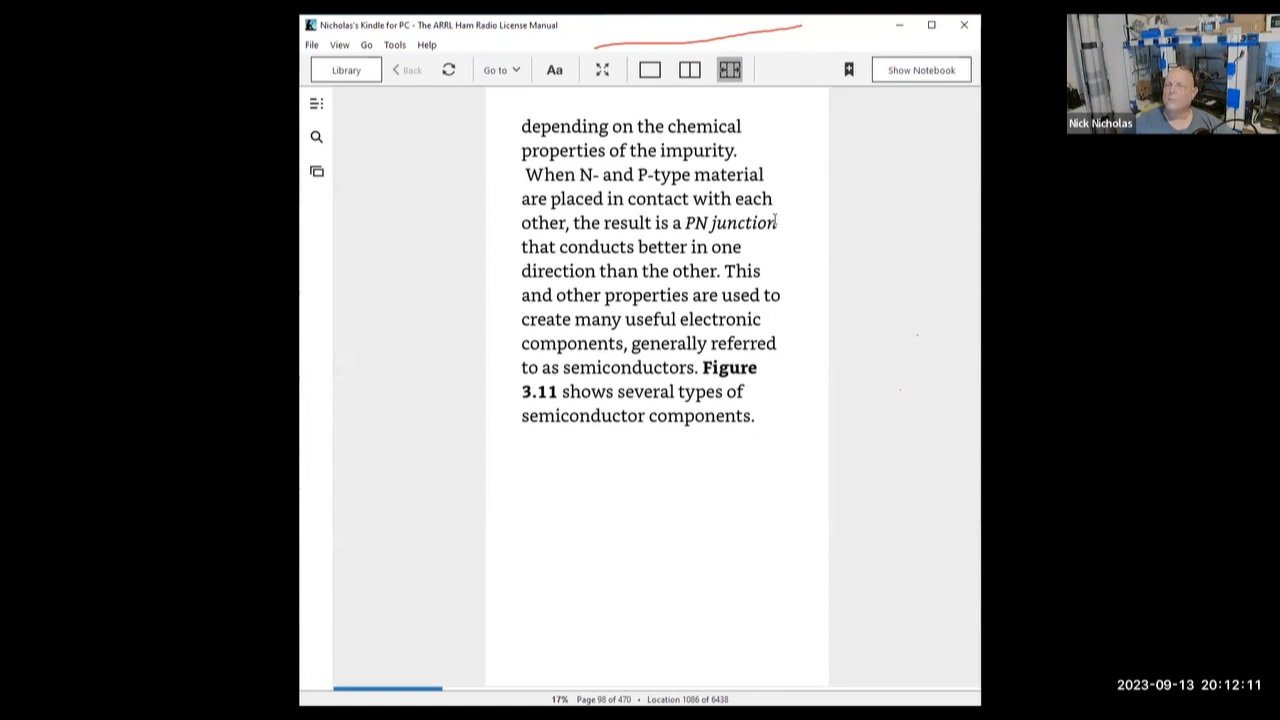 Nicholas's Kindle for PC - The ARRL Ham Radio License Manual
File View Go Tools Help
Library
Back
Go to
Aa
Show Notebook
depending on the chemical
properties of the impurity.
When N- and P-type material
are placed in contact with each
other, the result is a PN junction
that conducts better in one
direction than the other. This
and other properties are used to
create many useful electronic
components, generally referred
to as semiconductors. Figure
3.11 shows several types of
semiconductor components.
17% Page 98 of 470 • Location 1086 of 6438
Nick Nicholas
2023-09-13 20:12:11